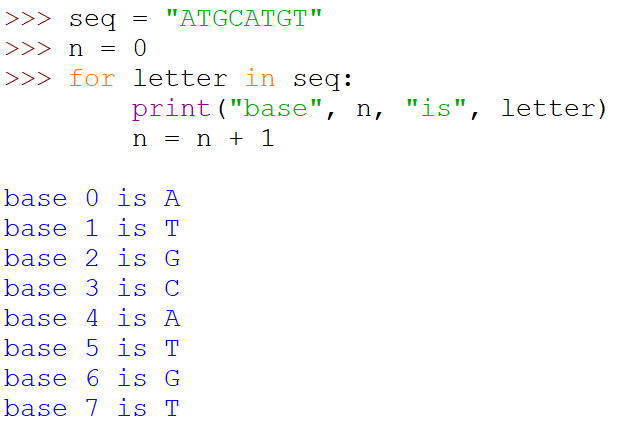 >>> seq = "ATGCATGT"
>>> n = 0
>>> for letter in seq:
        print("base", n, "is", letter)
        n = n + 1

base 0 is A
base 1 is T
base 2 is G
base 3 is C
base 4 is A
base 5 is T
base 6 is G
base 7 is T